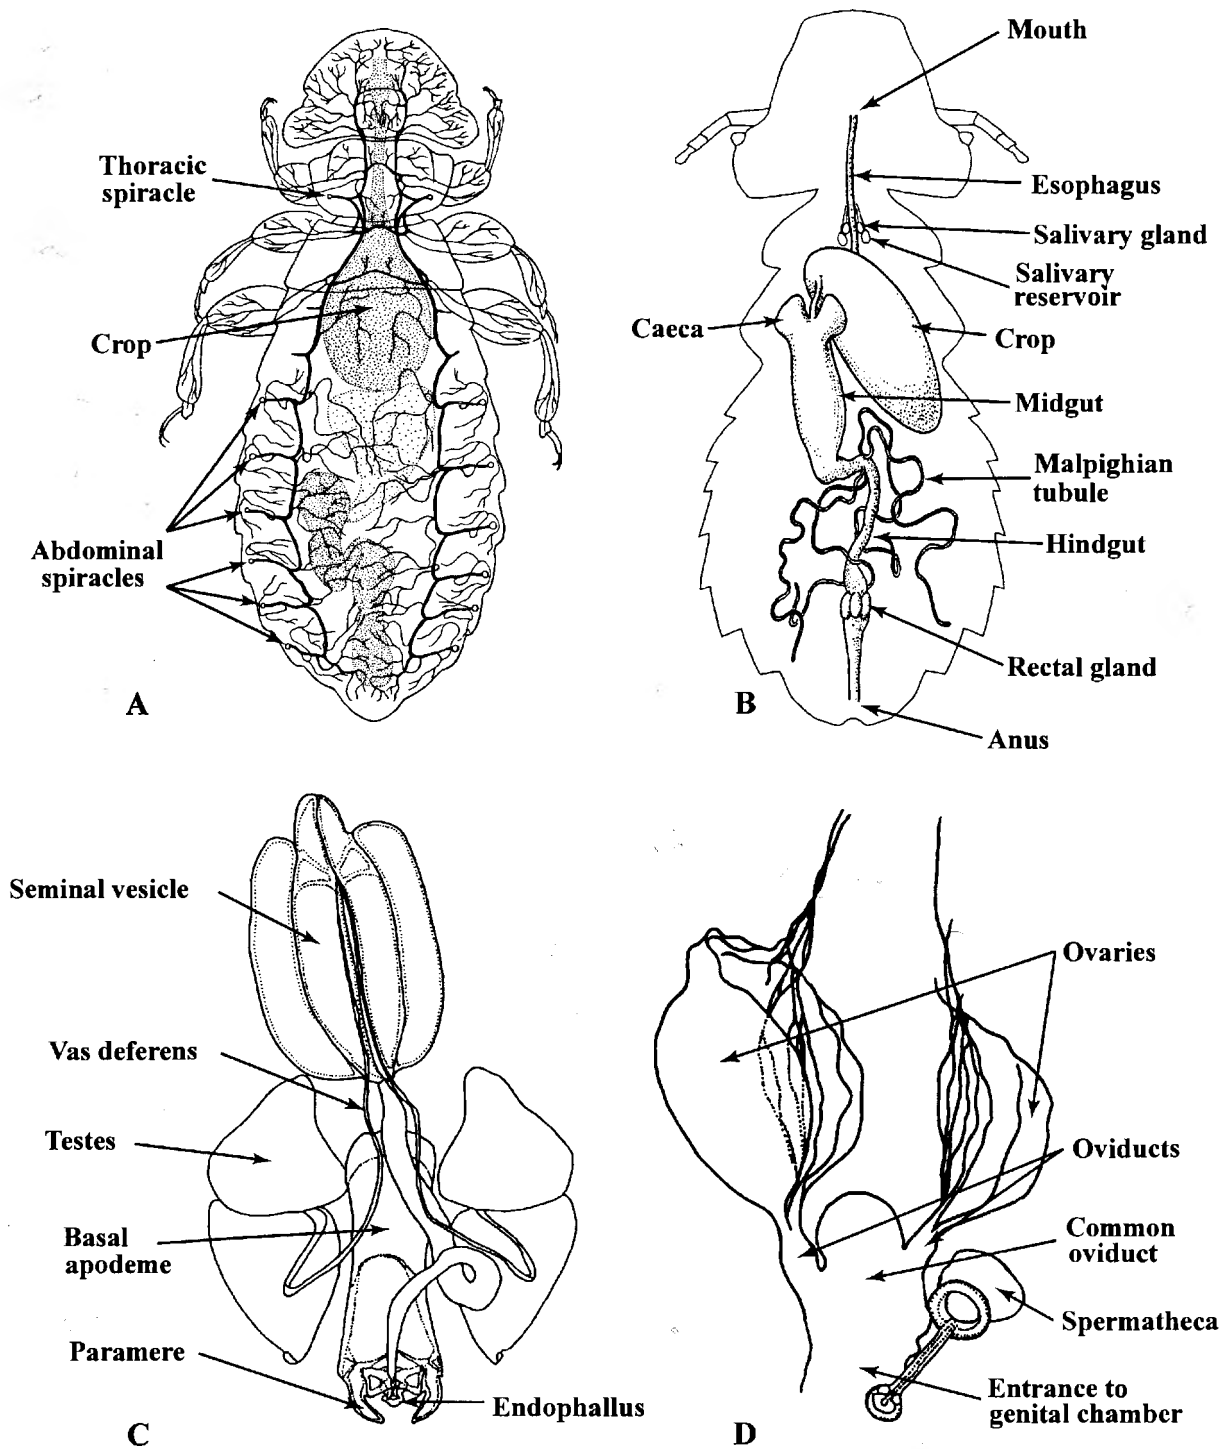 Thoracic
spiracle
Crop
Abdominal
spiracles
A
Mouth
Esophagus
Salivary gland
Salivary
reservoir
Caeca
Crop
Midgut
Malpighian
tubule
Hindgut
Rectal gland
Anus
B
Seminal vesicle
Vas deferens
Testes
Basal
apodeme
Paramere
Endophallus
C
Ovaries
Oviducts
Common
oviduct
Spermatheca
Entrance to
genital chamber
D